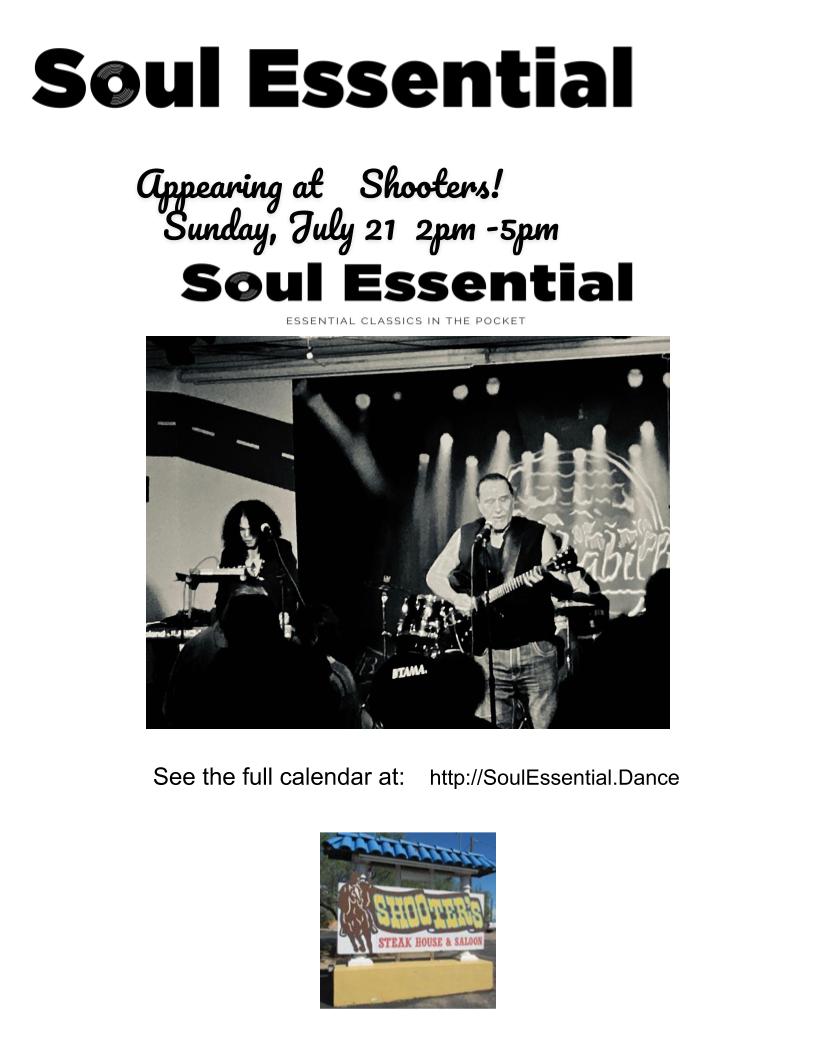 Soul Essential
Appearing at Shooters!
Sunday, July 21 2pm -5pm
Soul Essential
ESSENTIAL CLASSICS IN THE POCKET
TAMA.
See the full calendar at: http://SoulEssential.Dance
SHOOTER'S
STEAK HOUSE & SALOON